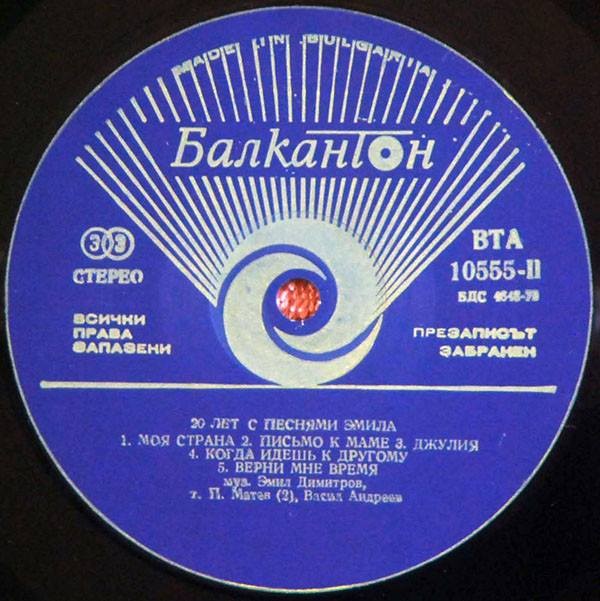 MADE IN BULGARIA
Балкантон
СТЕРЕО
ВТА
10555-II
БДС 4645-73
ВСИЧКИ
ПРАВА
ЗАПАЗЕНИ
ПРЕЗАПИСЪТ
ЗАБРАНЕН
20 ЛЕТ С ПЕСНЯМИ ЭМИЛА
1. МОЯ СТРАНА 2. ПИСЬМО К МАМЕ 3. ДЖУЛИЯ
4. КОГДА ИДЕШЬ К ДРУГОМУ
5. ВЕРНИ МНЕ ВРЕМЯ
муз. Эмил Димитров,
т. П. Матев (2), Васил Андреев